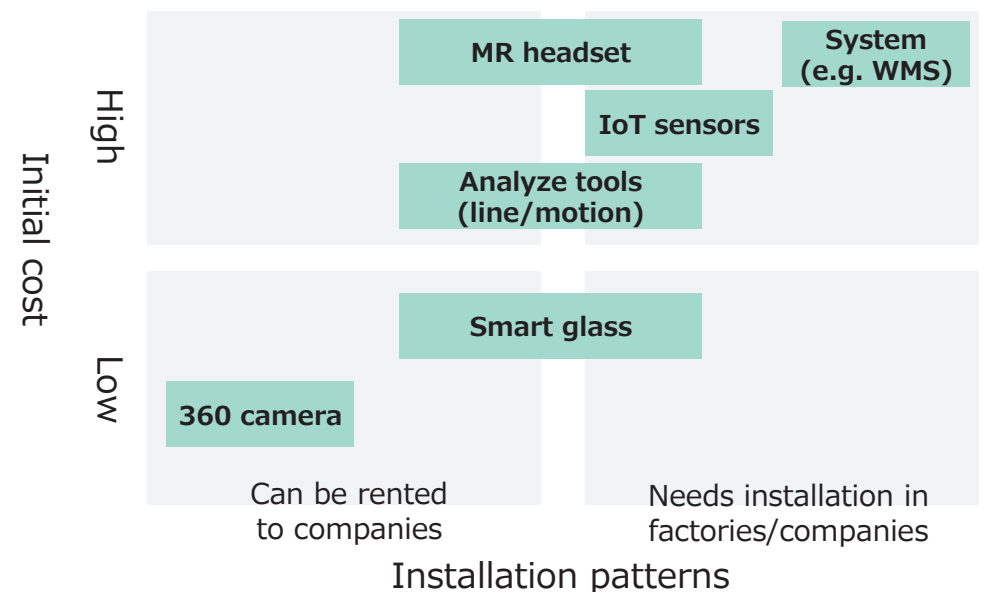 MR headset
System
(e.g. WMS)
IoT sensors
Analyze tools
(line/motion)
High
Initial cost
Smart glass
Low
360 camera
Can be rented
to companies
Needs installation in
factories/companies
Installation patterns